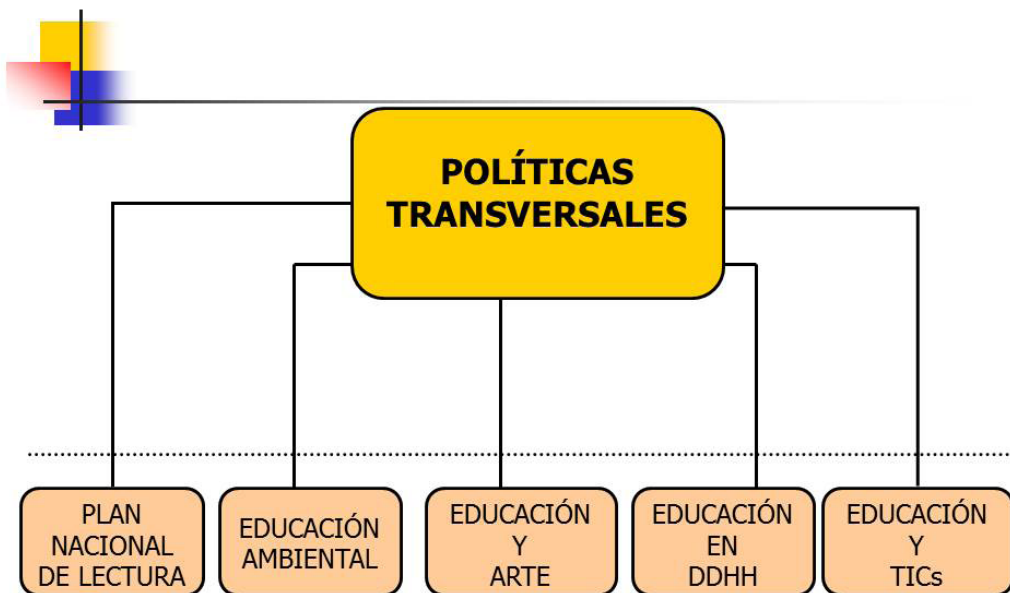 POLÍTICAS
TRANSVERSALES
PLAN
NACIONAL
DE LECTURA
EDUCACIÓN
AMBIENTAL
EDUCACIÓN
Y
ARTE
EDUCACIÓN
EN
DDHH
EDUCACIÓN
Y
TICs